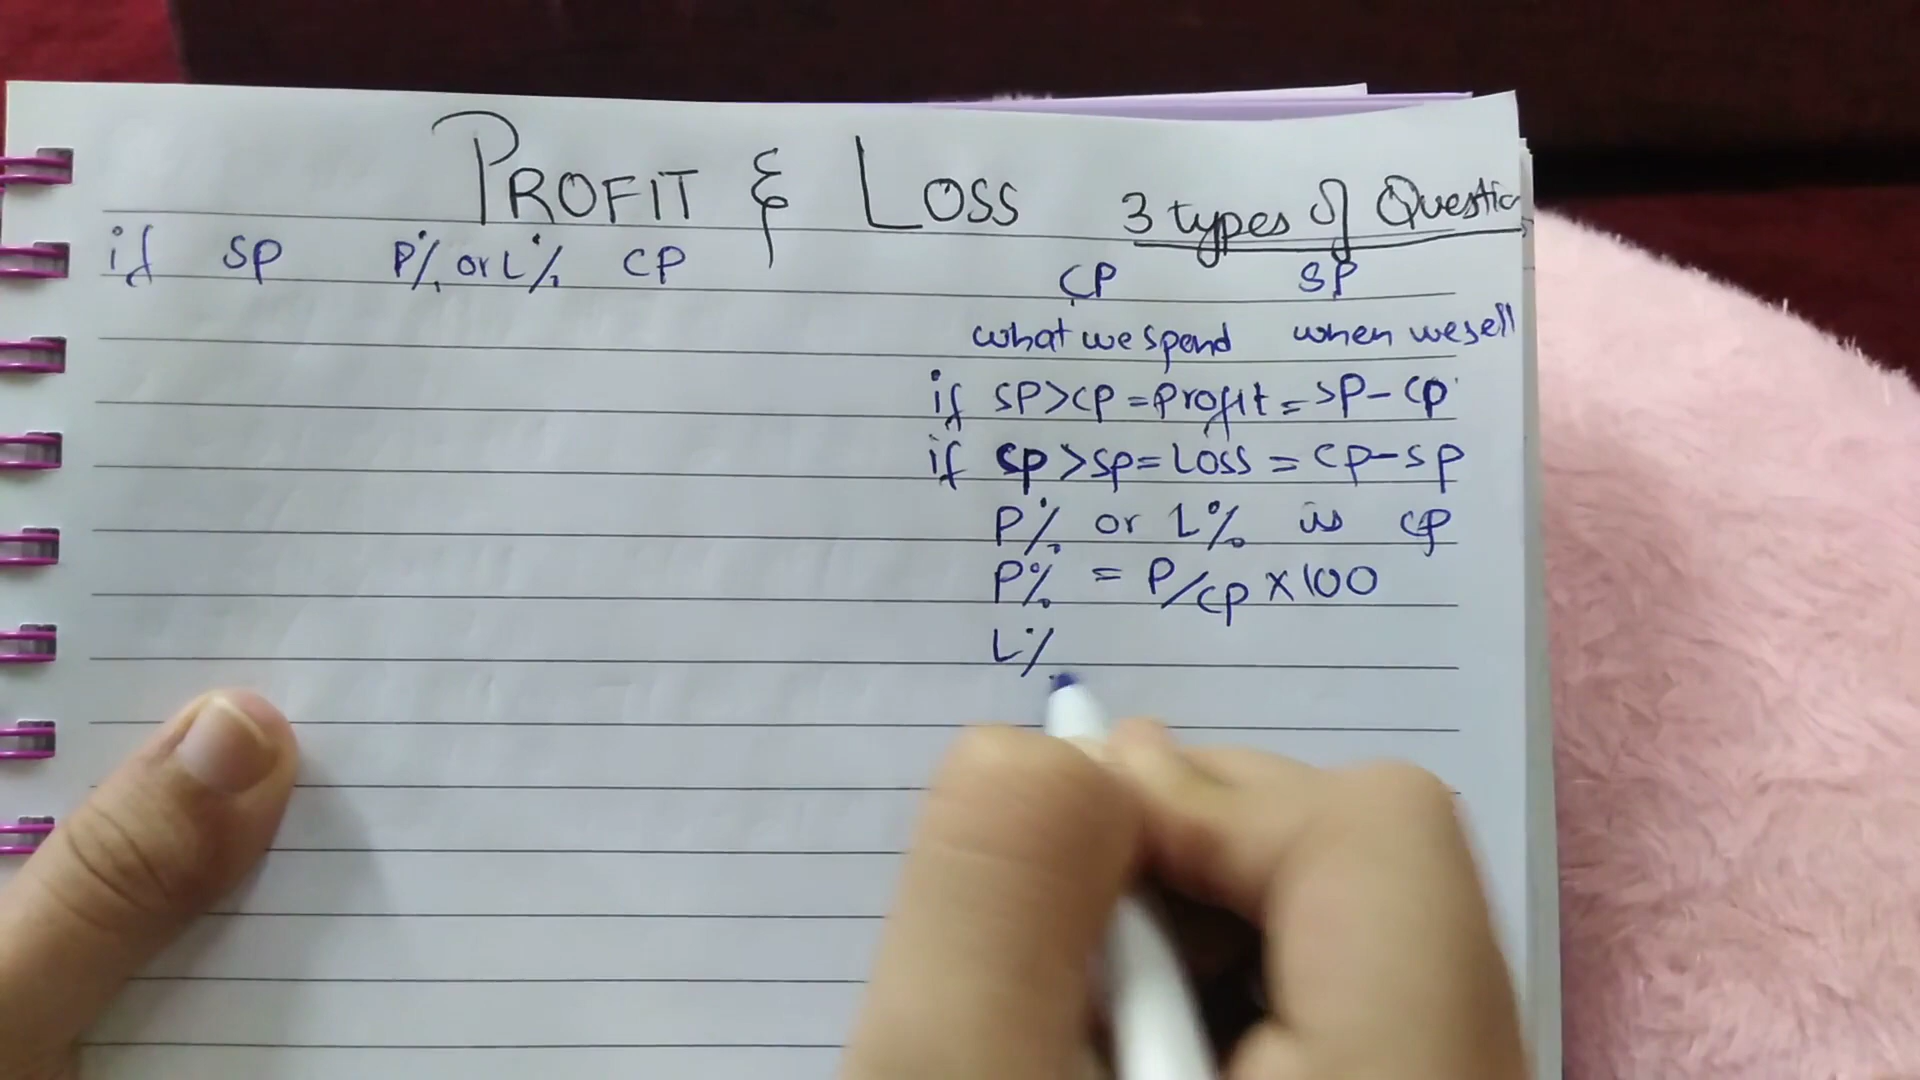 PROFIT & LOSS
3 types of Questio
if SP P% or L% CP
CP SP
what we spend when we sell
if SP>CP = Profit = SP-CP
if CP>SP = Loss = CP-SP
P% or L% is CP
P% = P/CP x 100
L%